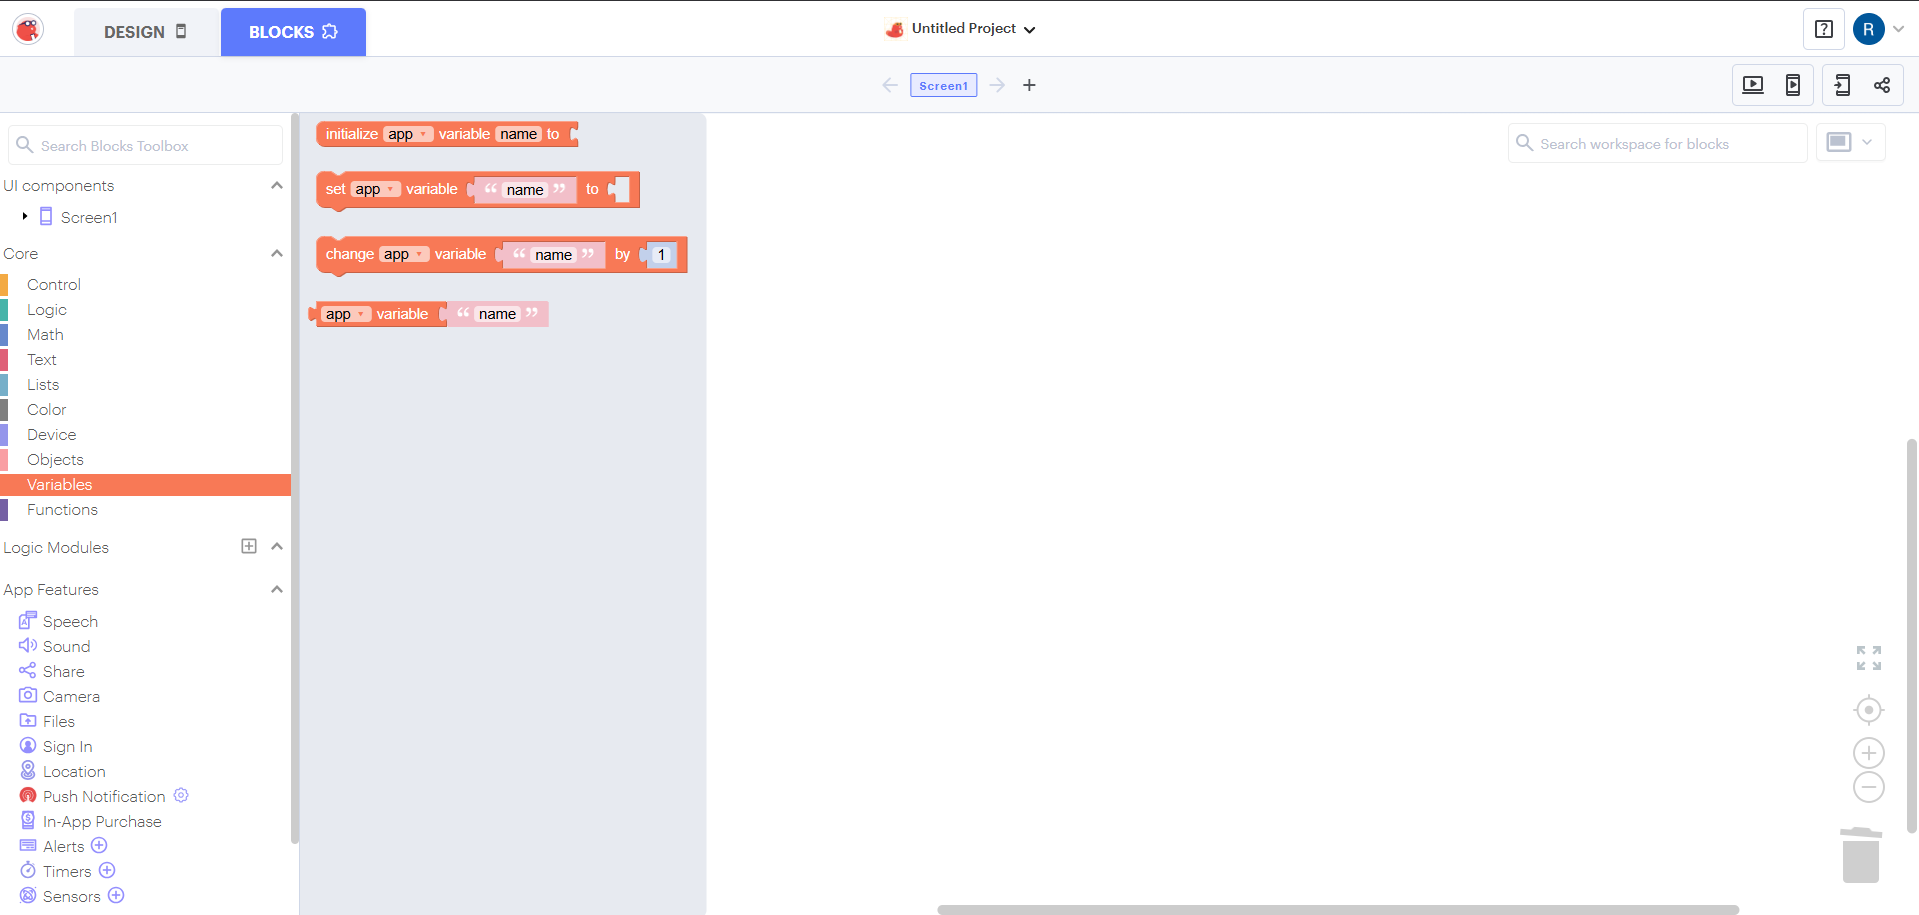 DESIGN
BLOCKS
Untitled Project
?
R
Screen1
+
Search Blocks Toolbox
UI components
Screen1
Core
Control
Logic
Math
Text
Lists
Color
Device
Objects
Variables
Functions
Logic Modules
App Features
Speech
Sound
Share
Camera
Files
Sign In
Location
Push Notification
In-App Purchase
Alerts
Timers
Sensors
initialize app variable name to
set app variable “ name ” to
change app variable “ name ” by 1
app variable “ name ”
Search workspace for blocks